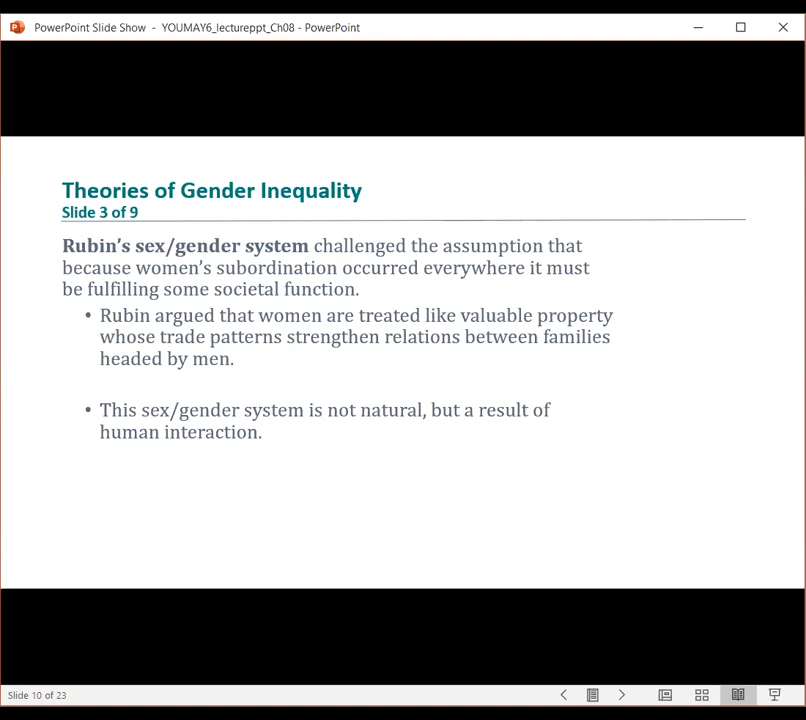 PowerPoint Slide Show - YOUMAY6_lectureppt_Ch08 - PowerPoint
Theories of Gender Inequality
Slide 3 of 9
Rubin’s sex/gender system challenged the assumption that
because women’s subordination occurred everywhere it must
be fulfilling some societal function.
• Rubin argued that women are treated like valuable property
whose trade patterns strengthen relations between families
headed by men.
• This sex/gender system is not natural, but a result of
human interaction.
Slide 10 of 23